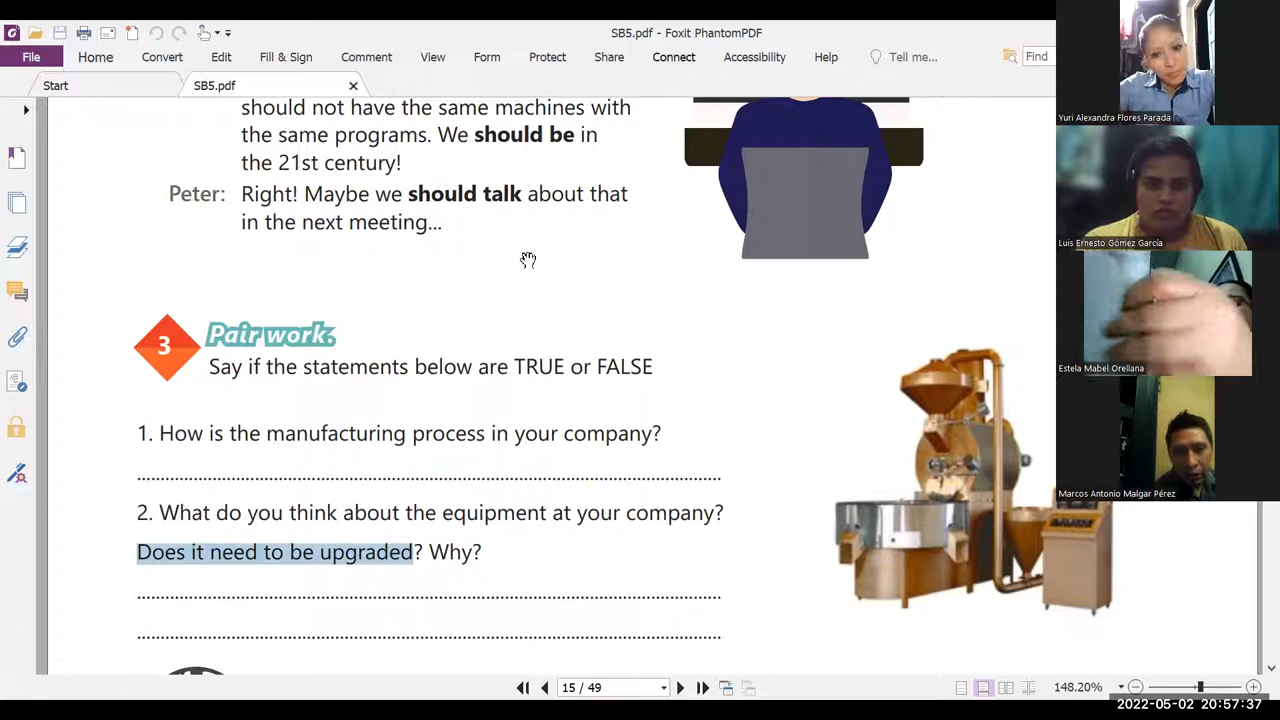 SB5.pdf - Foxit PhantomPDF
File Home Convert Edit Fill & Sign Comment View Form Protect Share Connect Accessibility Help Tell me... Find
Start SB5.pdf
should not have the same machines with
the same programs. We should be in
the 21st century!
Peter: Right! Maybe we should talk about that
in the next meeting...
3 Pair work.
Say if the statements below are TRUE or FALSE
1. How is the manufacturing process in your company?
2. What do you think about the equipment at your company?
Does it need to be upgraded? Why?
15 / 49
148.20%
Yuri Alexandra Flores Parada
Luis Ernesto Gómez García
Estela Mabel Orellana
Marcos Antonio Malgar Pérez
2022-05-02 20:57:37